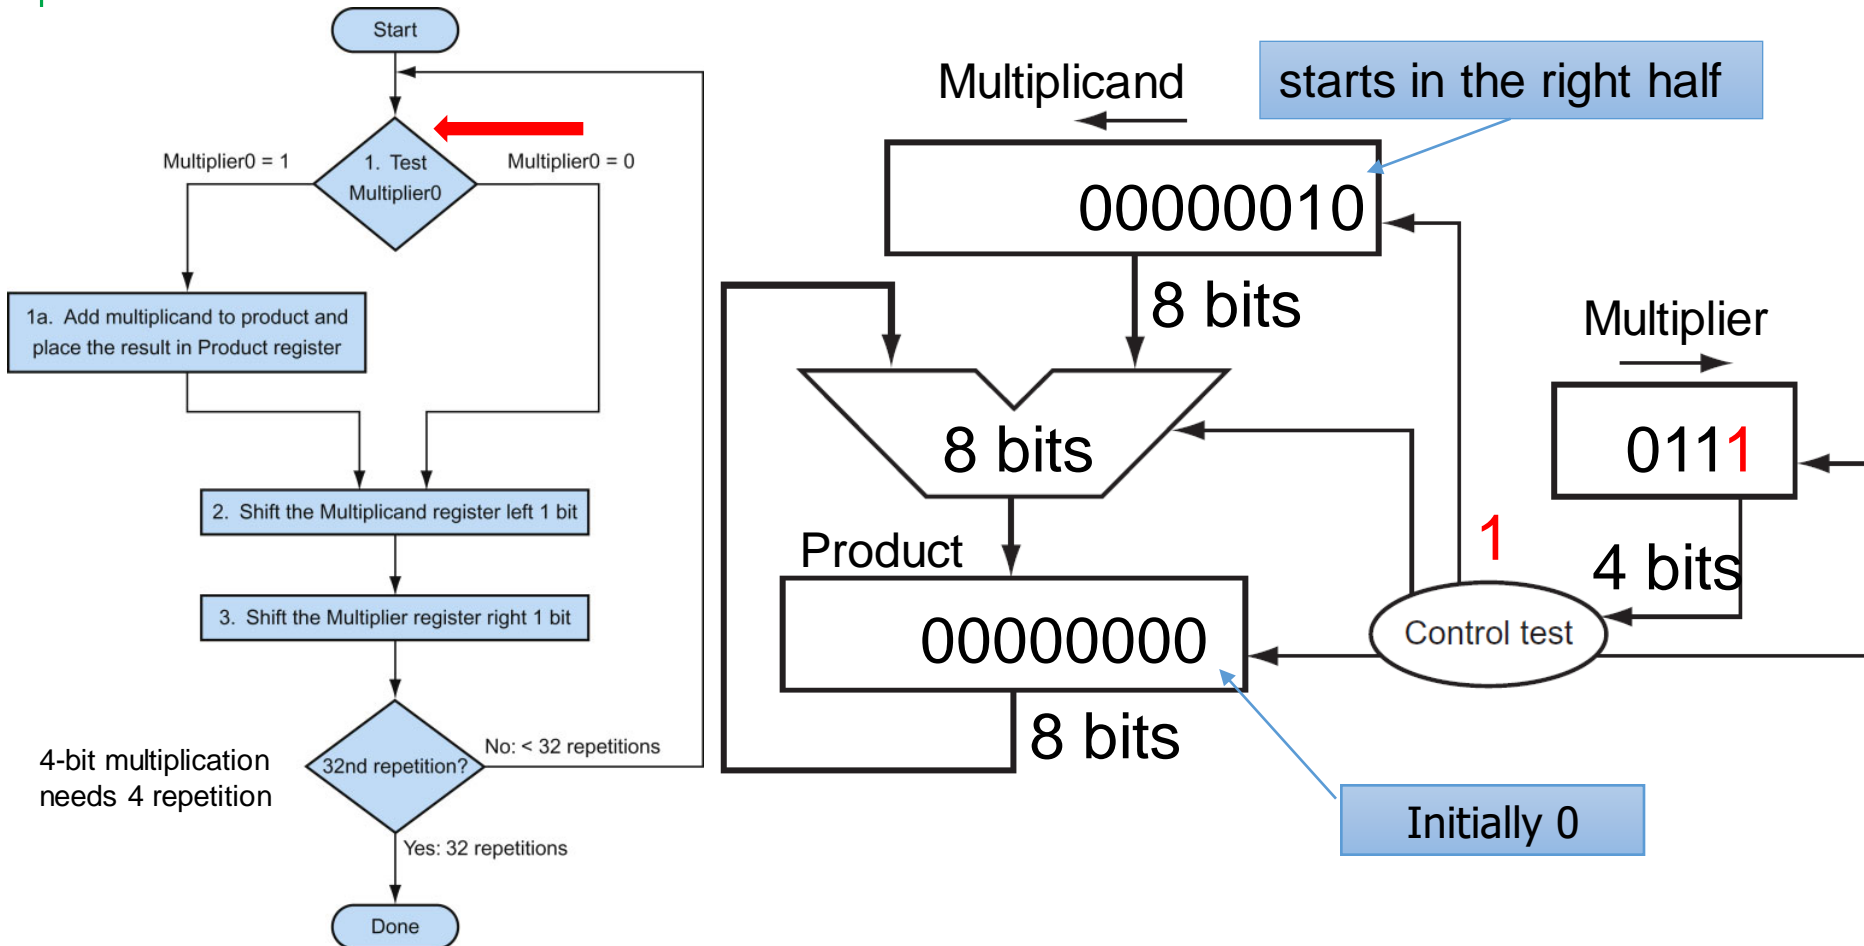 Start
Multiplier0 = 1
1. Test
Multiplier0
Multiplier0 = 0
1a. Add multiplicand to product and
place the result in Product register
2. Shift the Multiplicand register left 1 bit
3. Shift the Multiplier register right 1 bit
32nd repetition?
No: < 32 repetitions
4-bit multiplication
needs 4 repetition
Yes: 32 repetitions
Done
Multiplicand
starts in the right half
00000010
8 bits
Multiplier
0111
8 bits
1
4 bits
Product
Control test
00000000
8 bits
Initially 0